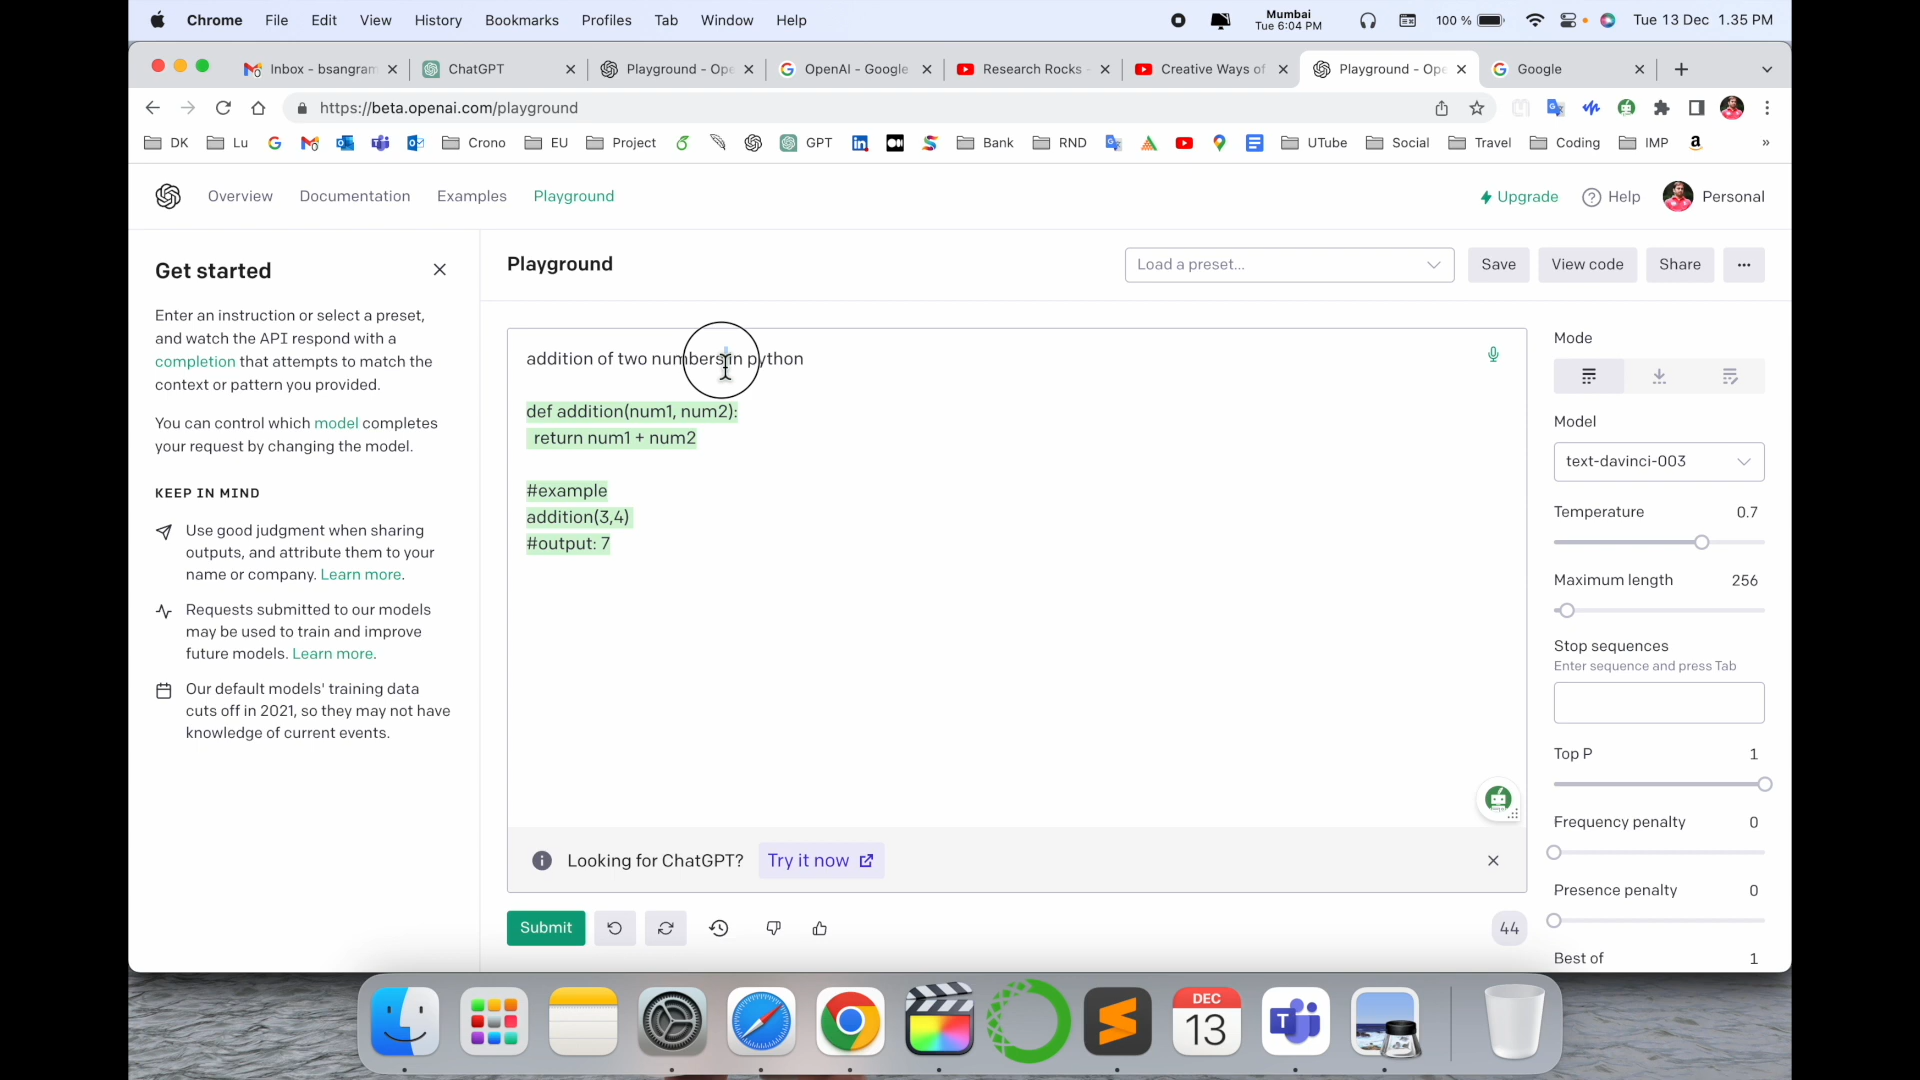 Chrome File Edit View History Bookmarks Profiles Tab Window Help
Mumbai
Tue 6:04 PM
100 %
Tue 13 Dec 1.35 PM
Inbox - bsangram
ChatGPT
Playground - Ope
OpenAI - Google
Research Rocks -
Creative Ways of
Playground - Ope
Google
https://beta.openai.com/playground
DK Lu Crono EU Project GPT Bank RND UTube Social Travel Coding IMP »
Overview Documentation Examples Playground
Upgrade Help Personal
Get started
Enter an instruction or select a preset,
and watch the API respond with a
completion that attempts to match the
context or pattern you provided.
You can control which model completes
your request by changing the model.
KEEP IN MIND
Use good judgment when sharing
outputs, and attribute them to your
name or company. Learn more.
Requests submitted to our models
may be used to train and improve
future models. Learn more.
Our default models' training data
cuts off in 2021, so they may not have
knowledge of current events.
Playground
Load a preset...
Save
View code
Share
...
addition of two numbers in python
def addition(num1, num2):
return num1 + num2
#example
addition(3,4)
#output: 7
Looking for ChatGPT? Try it now
Submit
44
Mode
Model
text-davinci-003
Temperature 0.7
Maximum length 256
Stop sequences
Enter sequence and press Tab
Top P 1
Frequency penalty 0
Presence penalty 0
Best of 1
DEC
13
T